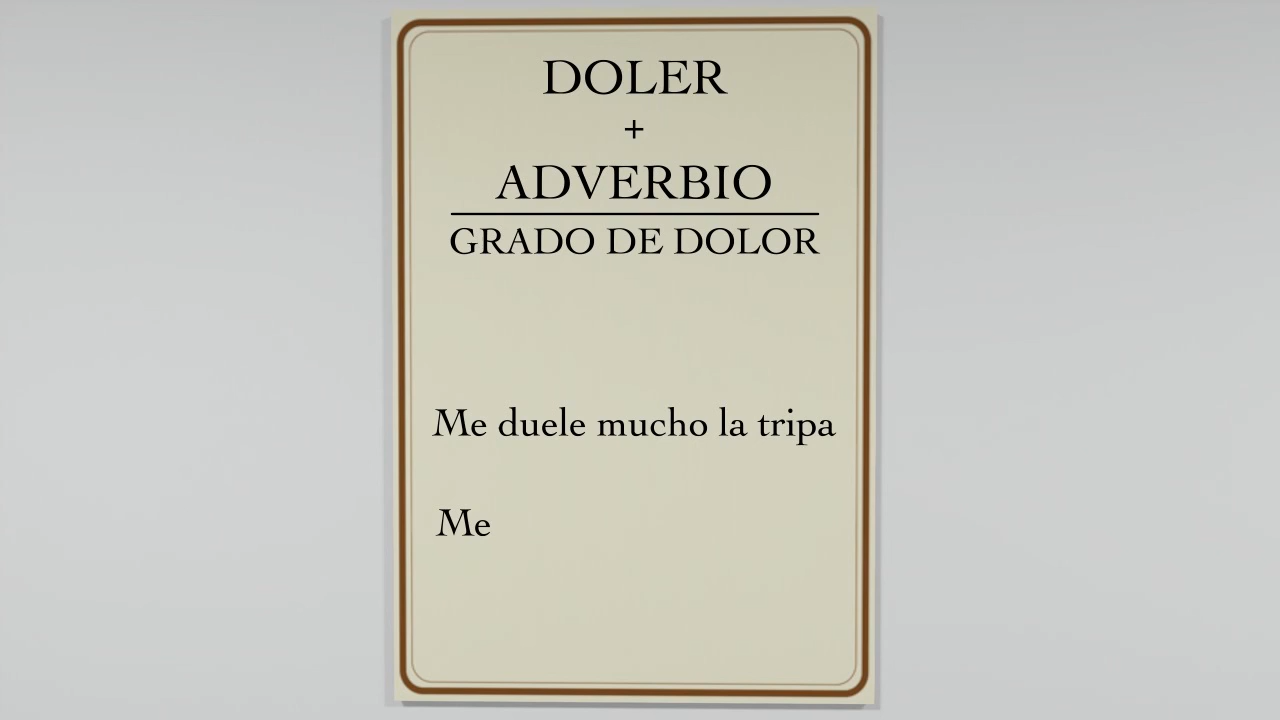 DOLER
+
ADVERBIO
GRADO DE DOLOR
Me duele mucho la tripa
Me